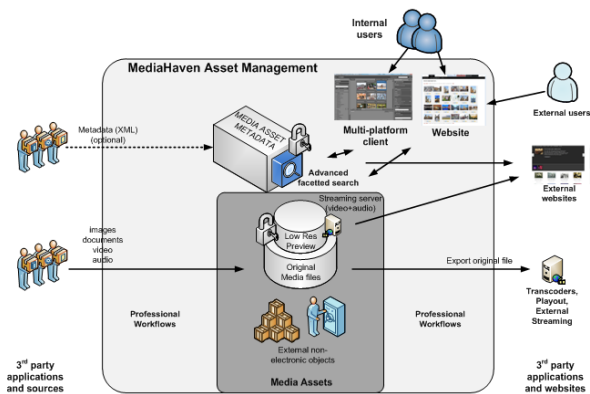 Internal
users
MediaHaven Asset Management
External users
Metadata (XML)
(optional)
MEDIA ASSET
METADATA
Multi-platform
client
Website
Advanced
facetted search
External
websites
Streaming server
(video+audio)
Low Res
Preview
images
documents
video
audio
Original
Media files
Export original file
Transcoders,
Playout,
External
Streaming
Professional
Workflows
Professional
Workflows
External non-
electronic objects
Media Assets
3rd party
applications
and sources
3rd party
applications
and websites